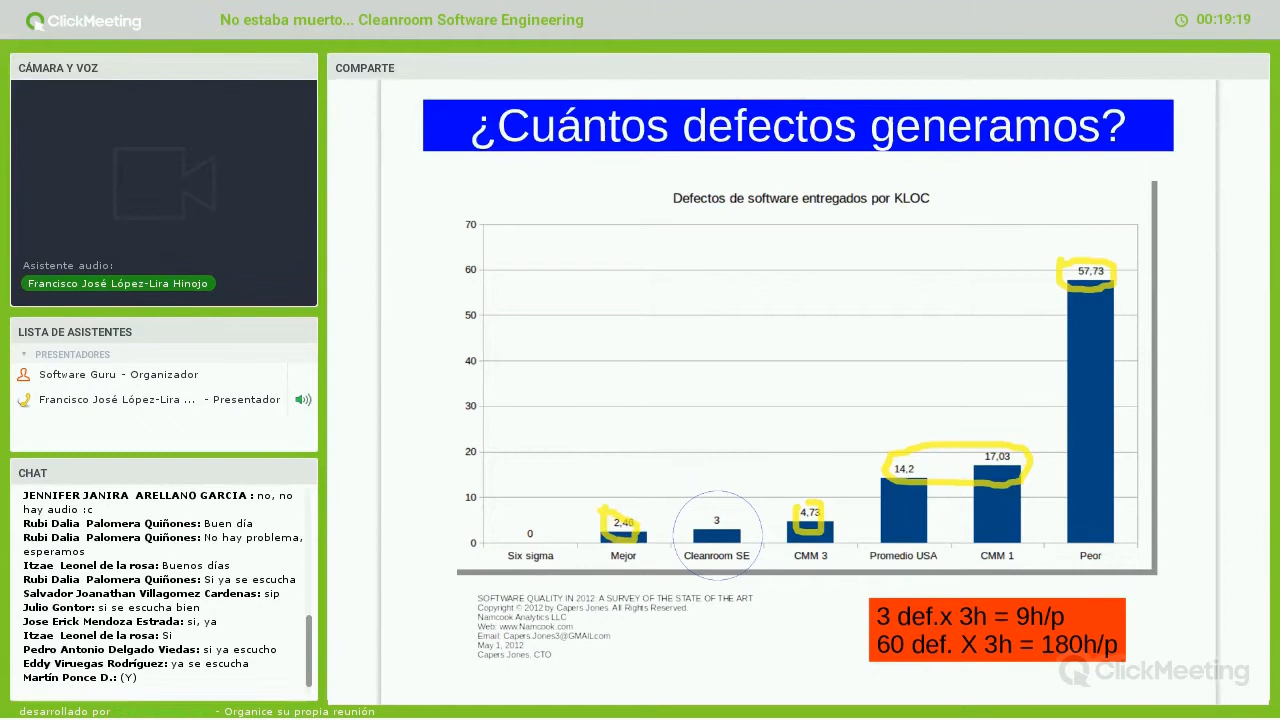 ClickMeeting
No estaba muerto... Cleanroom Software Engineering
00:19:19
CÁMARA Y VOZ
Asistente audio:
Francisco José López-Lira Hinojo
LISTA DE ASISTENTES
PRESENTADORES
Software Guru - Organizador
Francisco José López-Lira ... - Presentador
CHAT
JENNIFER JANIRA ARELLANO GARCIA : no, no
hay audio :c
Rubi Dalia Palomera Quiñones: Buen día
Rubi Dalia Palomera Quiñones: No hay problema,
esperamos
Itzae Leonel de la rosa: Buenos días
Rubi Dalia Palomera Quiñones: Si ya se escucha
Salvador Joanathan Villagomez Cardenas: sip
Julio Gontor: si se escucha bien
Jose Erick Mendoza Estrada: si, ya
Itzae Leonel de la rosa: Si
Pedro Antonio Delgado Viedas: si ya escucho
Eddy Viruegas Rodríguez: ya se escucha
Martín Ponce D.: (Y)
desarrollado por - Organice su propia reunión
COMPARTE
¿Cuántos defectos generamos?
Defectos de software entregados por KLOC
70
60
50
40
30
20
10
0
0
2,46
3
4,73
14,2
17,03
57,73
Six sigma
Mejor
Cleanroom SE
CMM 3
Promedio USA
CMM 1
Peor
SOFTWARE QUALITY IN 2012: A SURVEY OF THE STATE OF THE ART
Copyright © 2012 by Capers Jones. All Rights Reserved.
Namcook Analytics LLC
Web: www.Namcook.com
Email: Capers.Jones3@GMAIl.com
May 1, 2012
Capers Jones, CTO
3 def.x 3h = 9h/p
60 def. X 3h = 180h/p
ClickMeeting